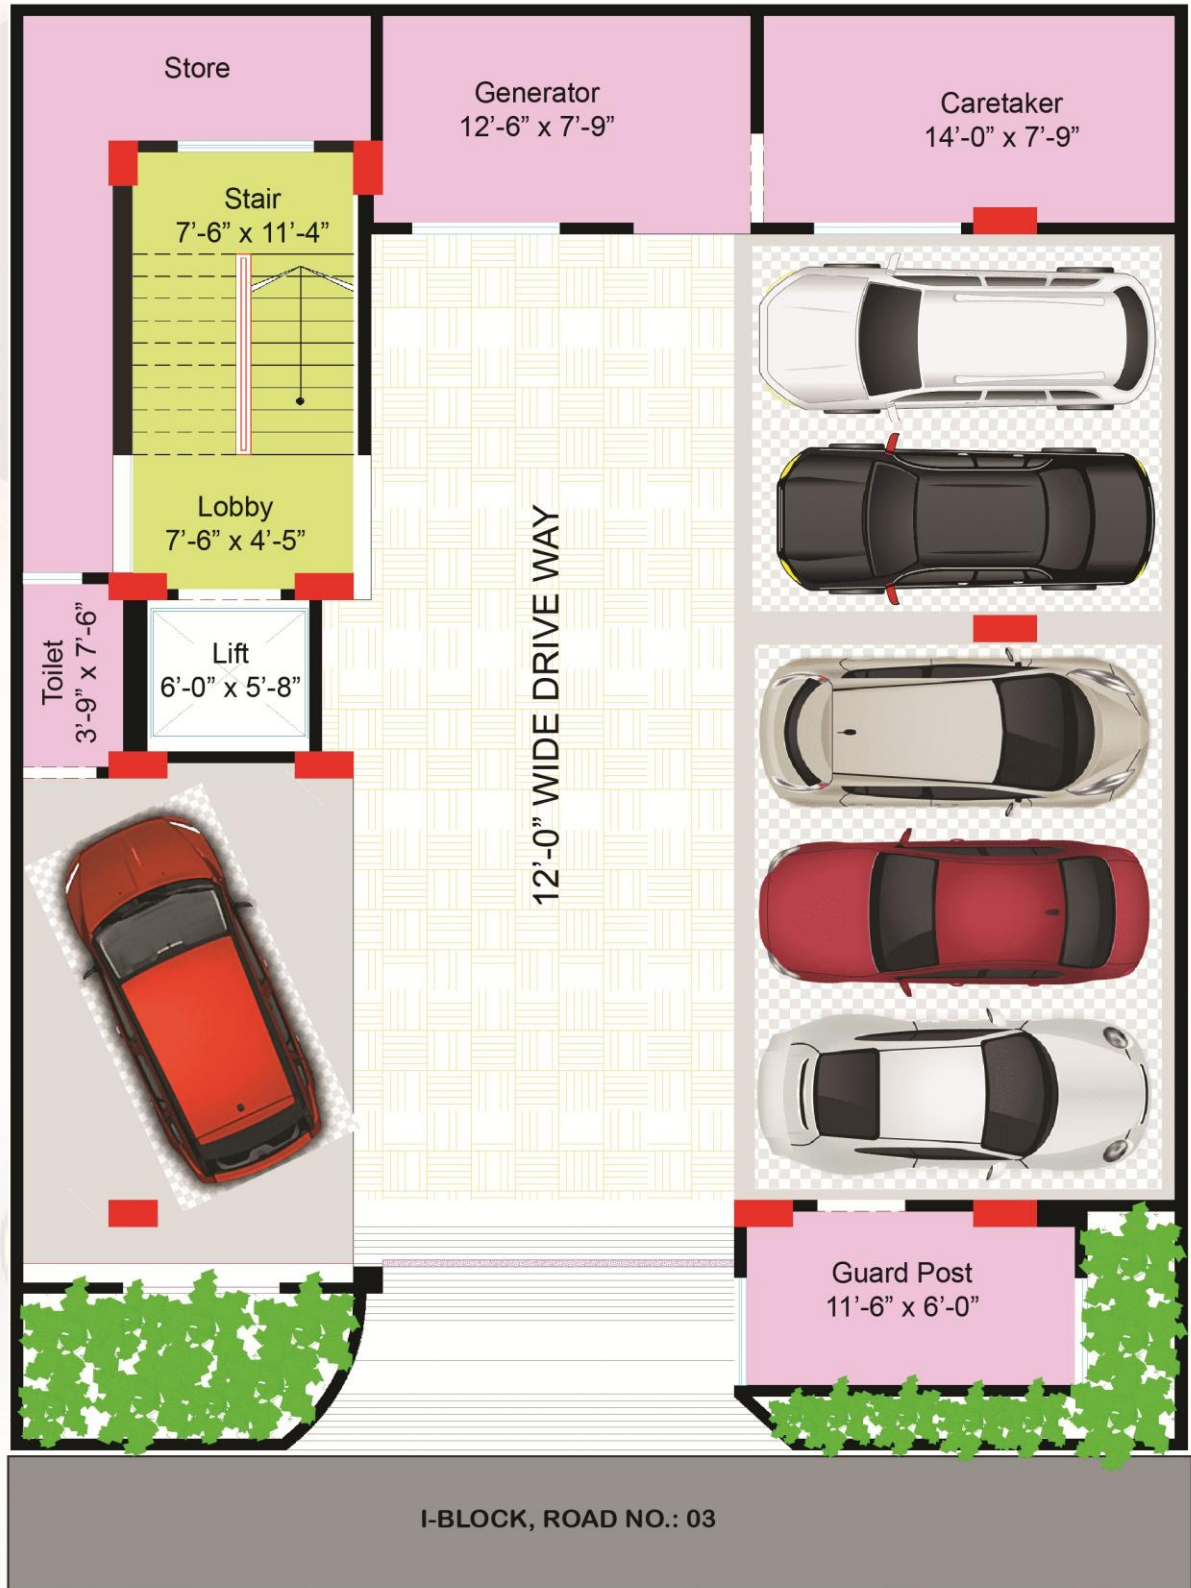 Store
Generator
12’-6” x 7’-9”
Caretaker
14’-0” x 7’-9”
Stair
7’-6” x 11’-4”
Lobby
7’-6” x 4’-5”
Toilet
3’-9” x 7’-6”
Lift
6’-0” x 5’-8”
12’-0” WIDE DRIVE WAY
Guard Post
11’-6” x 6’-0”
I-BLOCK, ROAD NO.: 03